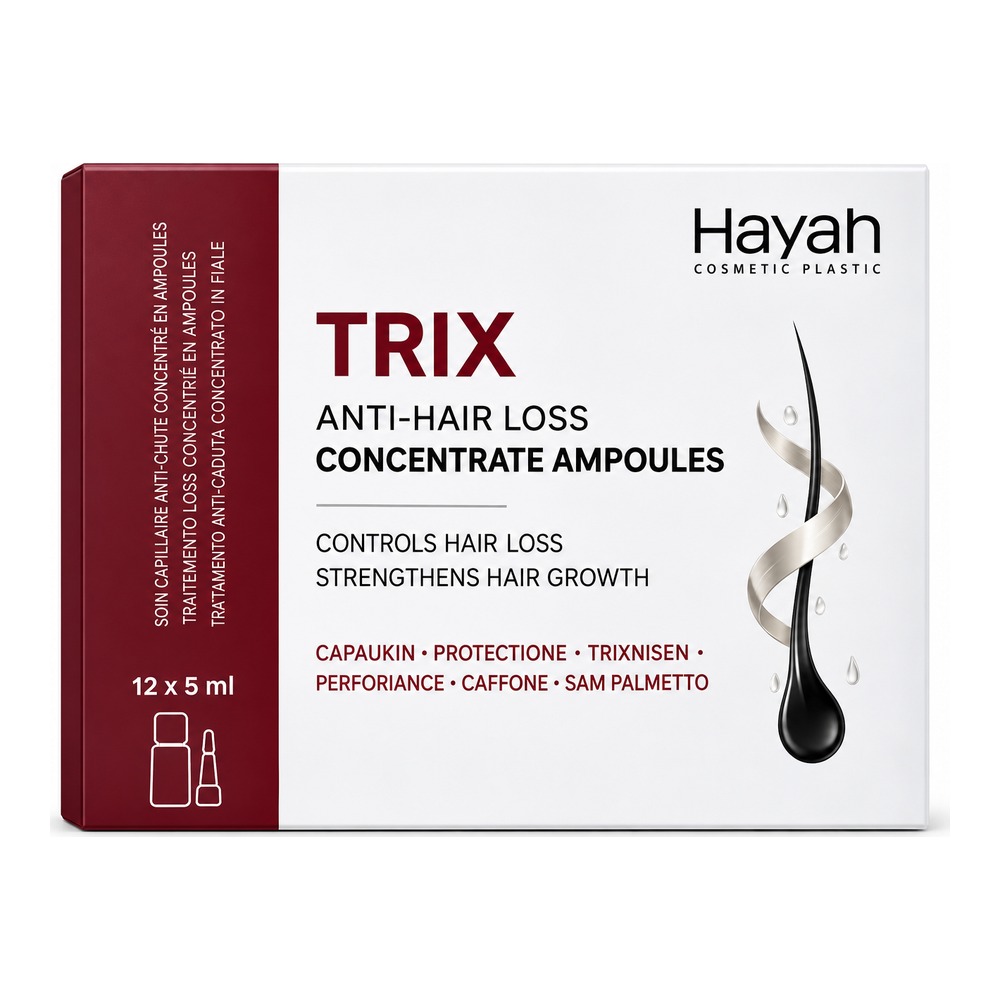 Hayah
COSMETIC PLASTIC
TRIX
ANTI-HAIR LOSS
CONCENTRATE AMPOULES
CONTROLS HAIR LOSS
STRENGTHENS HAIR GROWTH
CAPAUKIN • PROTECTIONE • TRIXNISEN •
PERFORIANCE • CAFFONE • SAM PALMETTO
SOIN CAPILLAIRE ANTI-CHUTE CONCENTRÉ EN AMPOULES
TRAITEMENTO LOSS CONCENTRIÉ EN AMPOULES
TRATAMENTO ANTI-CADUTA CONCENTRATO IN FIALE
12 x 5 ml